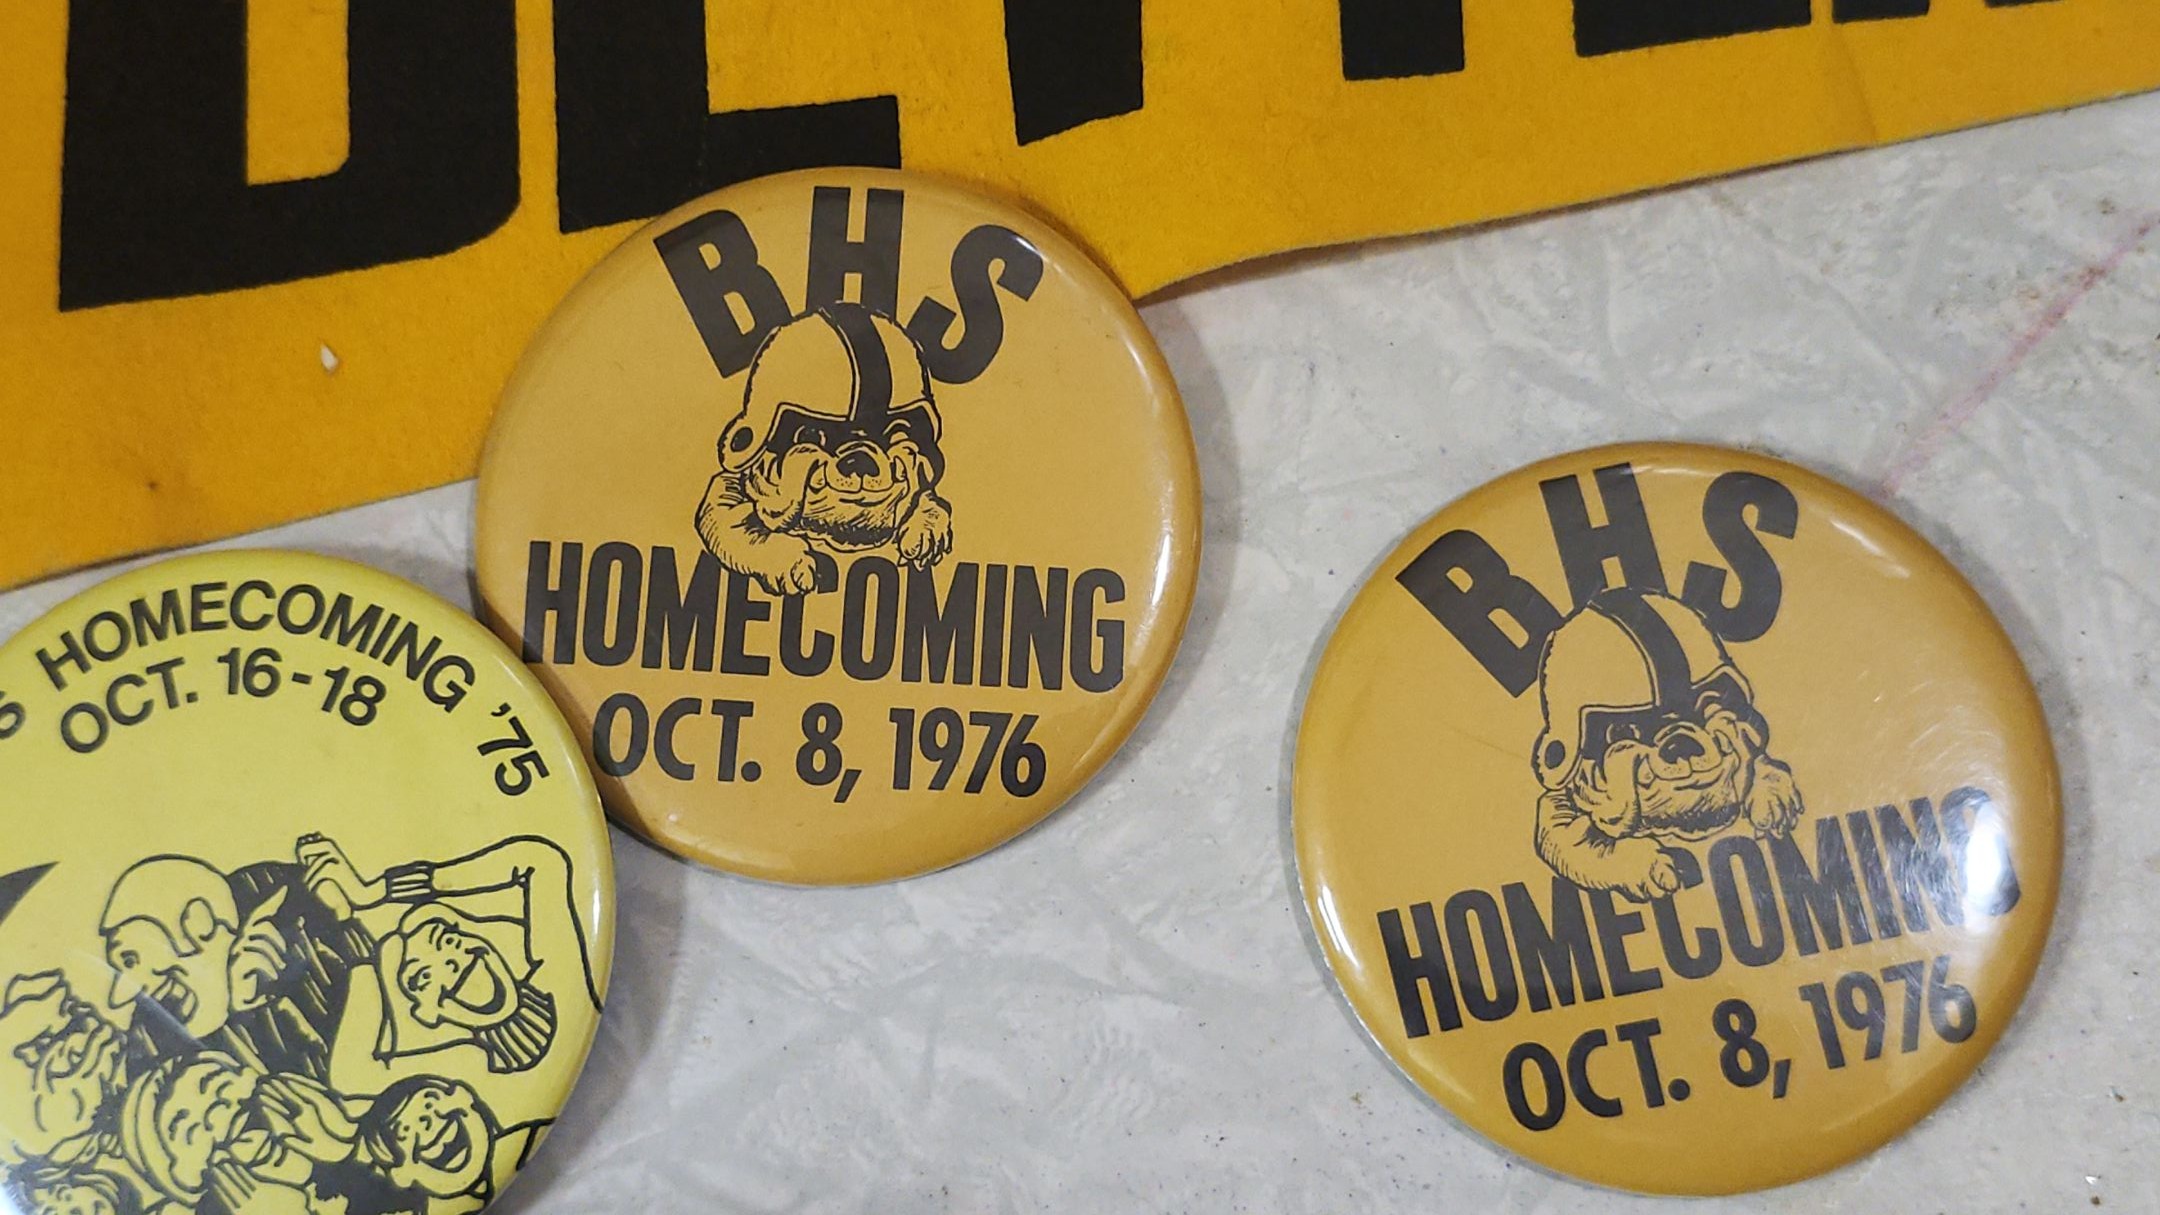 BHS
HOMECOMING
OCT. 8, 1976
BHS
HOMECOMING
OCT. 8, 1976
HOMECOMING '75
OCT. 16-18